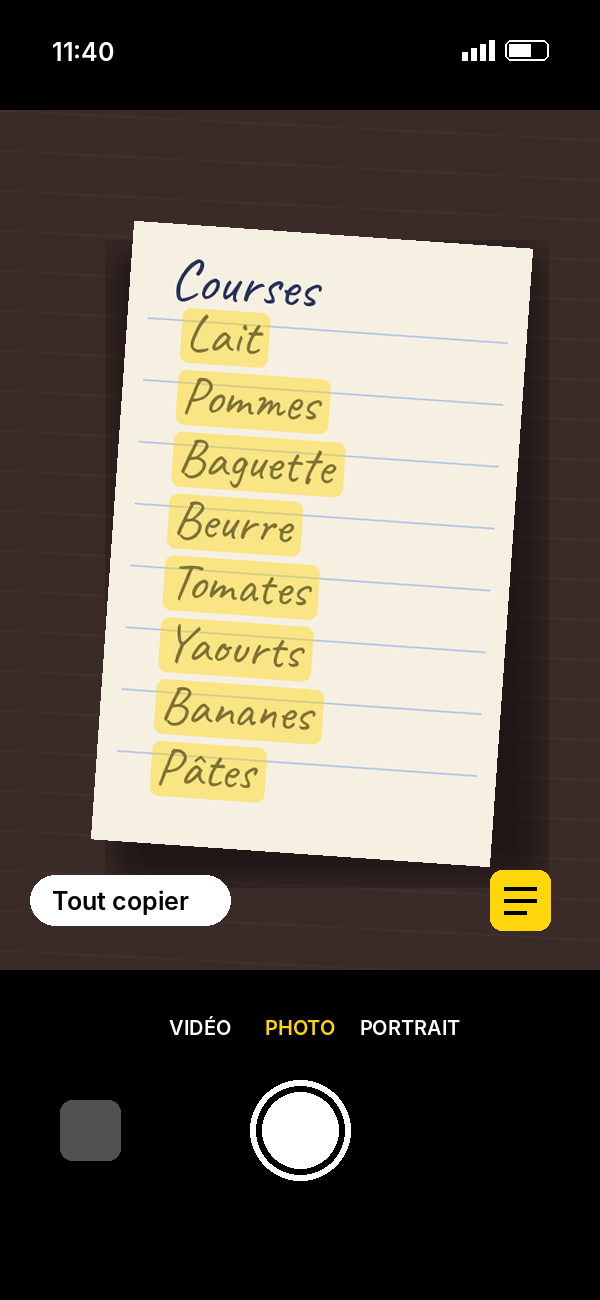 11:40
Courses
Lait
Pommes
Baguette
Beurre
Tomates
Yaourts
Bananes
Pâtes
Tout copier
VIDÉO PHOTO PORTRAIT